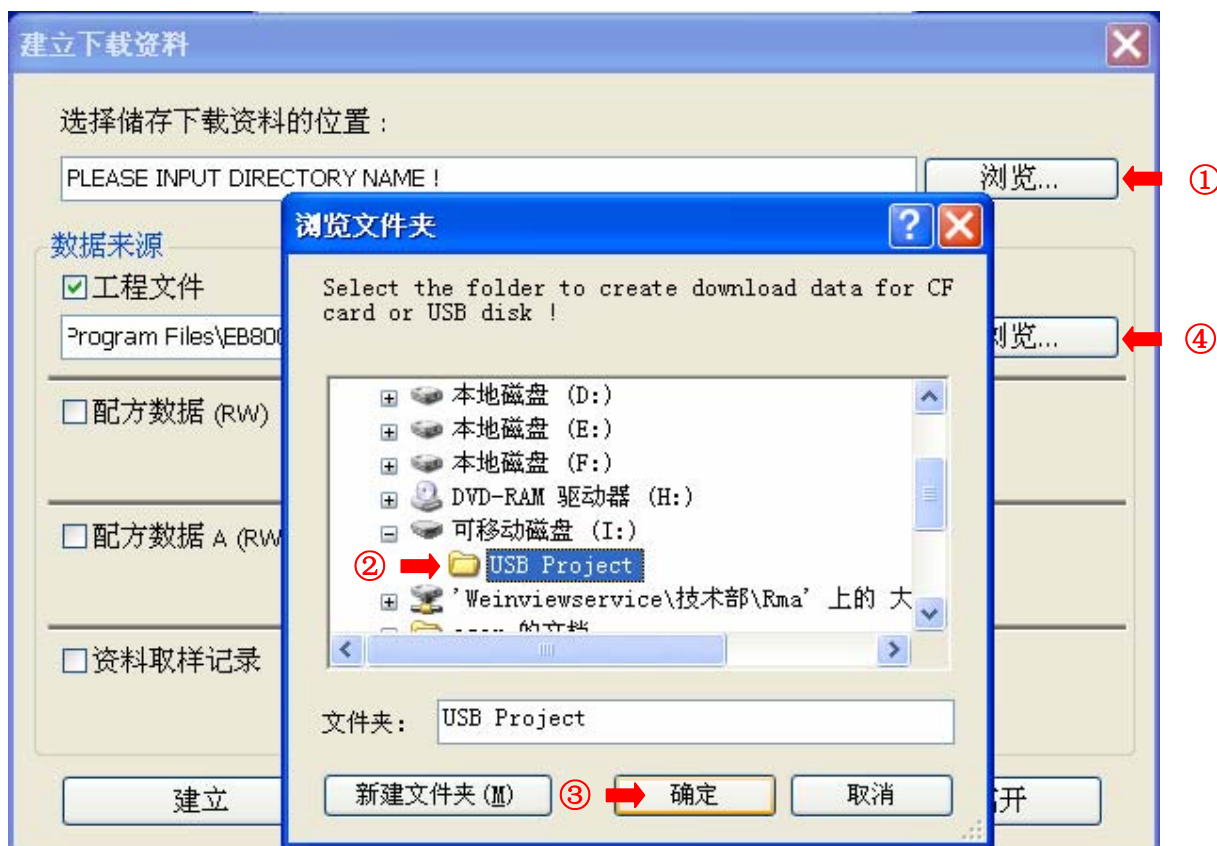 建立下载资料
选择储存下载资料的位置：
PLEASE INPUT DIRECTORY NAME !
浏览...
①
浏览文件夹
数据来源
工程文件
Select the folder to create download data for CF
card or USB disk !
Program Files\EB800
浏览...
④
本地磁盘 (D:)
配方数据 (RW)
本地磁盘 (E:)
本地磁盘 (F:)
DVD-RAM 驱动器 (H:)
配方数据 A (RW
可移动磁盘 (I:)
② USB Project
'Weinviewservice\技术部\Rma' 上的 大
的文档
资料取样记录
文件夹： USB Project
建立
新建文件夹(M)
③
确定
取消
开